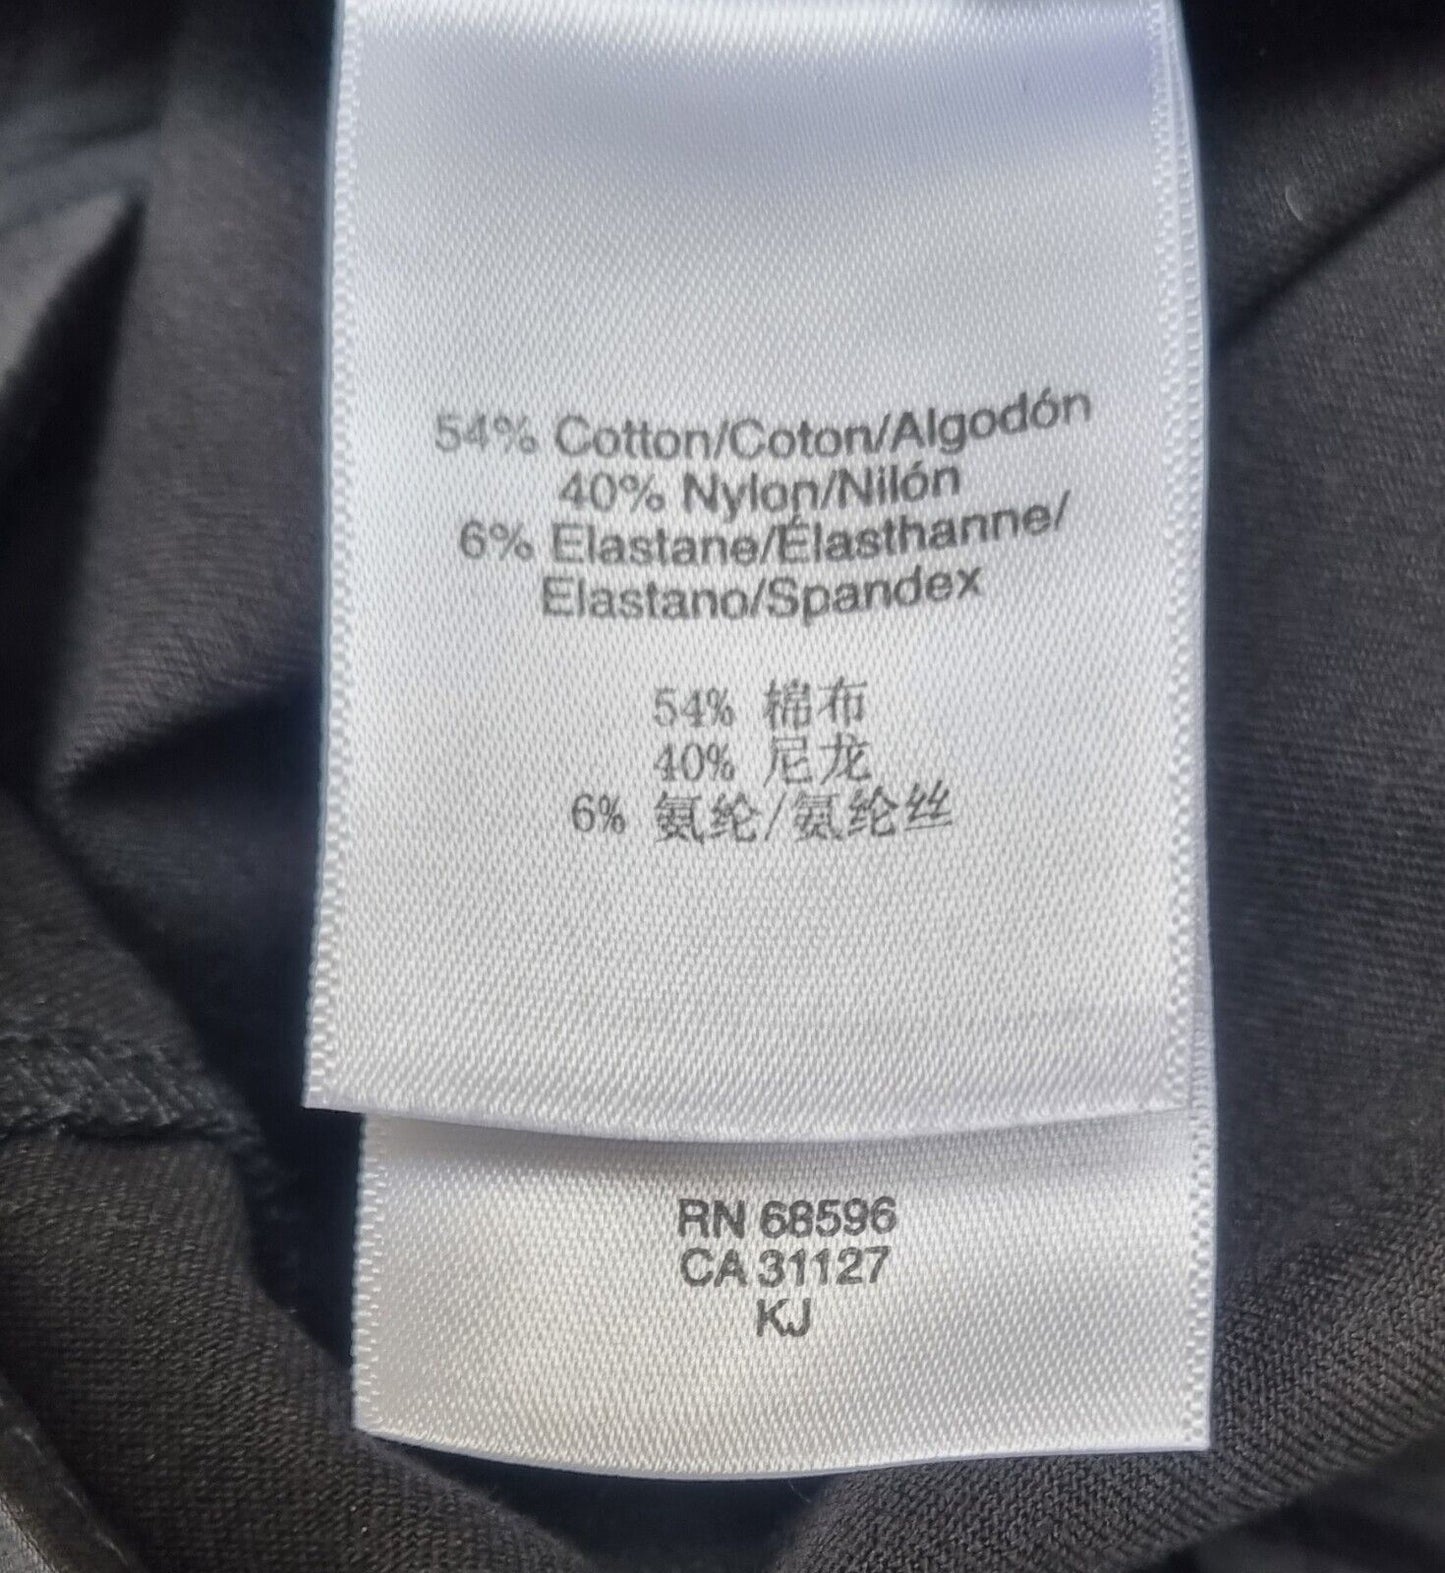 54% Cotton/Coton/Algodón
40% Nylon/Nilón
6% Elastane/Élasthanne/
Elastano/Spandex
54% 棉布
40% 尼龙
6% 氨纶/氨纶丝
RN 68596
CA 31127
KJ